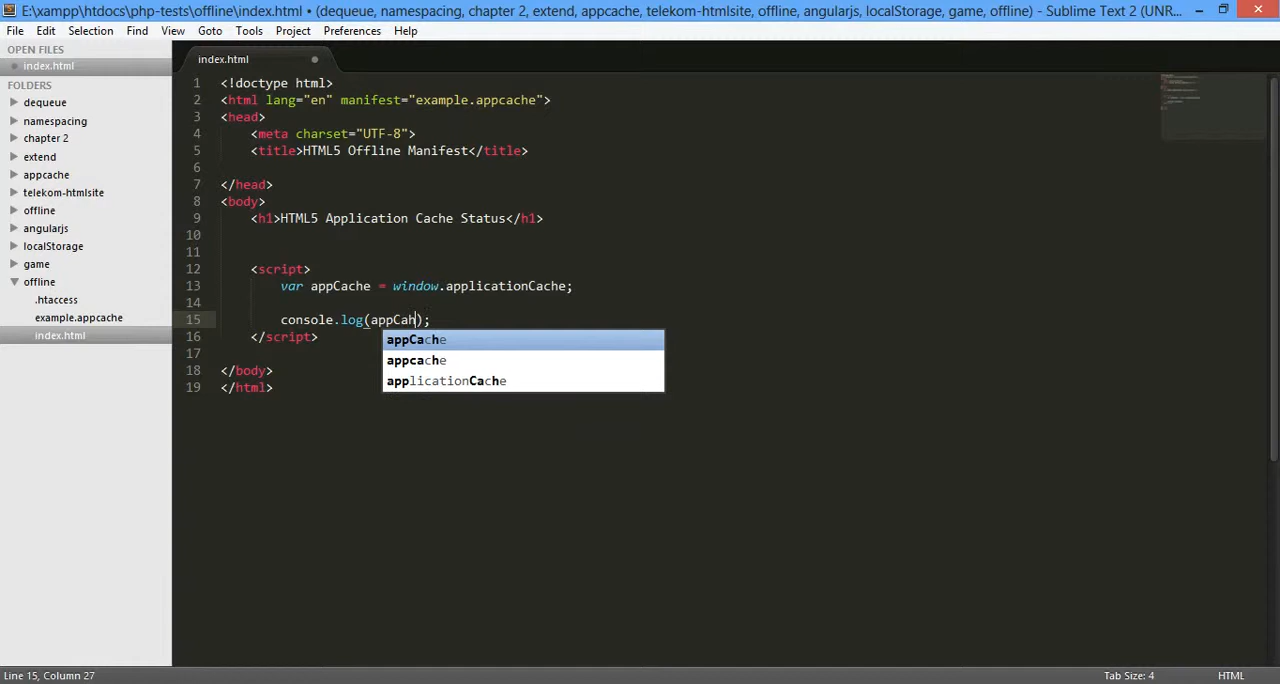 E:\xampp\htdocs\php-tests\offline\index.html • (dequeue, namespacing, chapter 2, extend, appcache, telekom-htmlsite, offline, angularjs, localStorage, game, offline) - Sublime Text 2 (UNR...
File Edit Selection Find View Goto Tools Project Preferences Help
OPEN FILES
index.html
FOLDERS
dequeue
namespacing
chapter 2
extend
appcache
telekom-htmlsite
offline
angularjs
localStorage
game
offline
.htaccess
example.appcache
index.html
index.html
1 <!doctype html>
2 <html lang="en" manifest="example.appcache">
3 <head>
4 <meta charset="UTF-8">
5 <title>HTML5 Offline Manifest</title>
6
7 </head>
8 <body>
9 <h1>HTML5 Application Cache Status</h1>
10
11
12 <script>
13 var appCache = window.applicationCache;
14
15 console.log(appCah);
16 </script>
17
18 </body>
19 </html>
appCache
appcache
applicationCache
Line 15, Column 27
Tab Size: 4
HTML